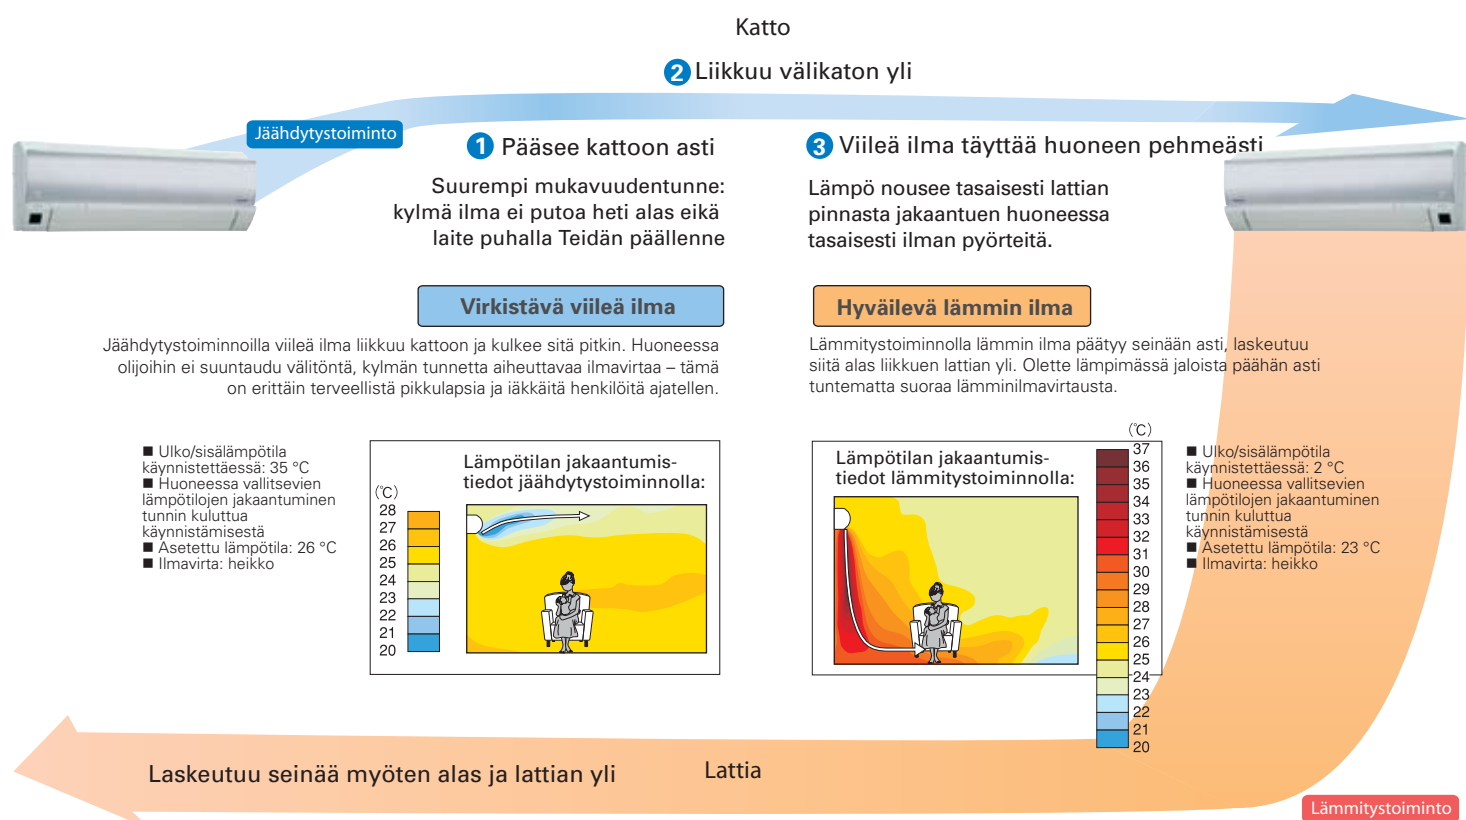 Katto
2 Liikkuu välikaton yli
Jäähdytystoiminto
1 Pääsee kattoon asti
Suurempi mukavuudentunne:
kylmä ilma ei putoa heti alas eikä
laite puhalla Teidän päällenne
3 Viileä ilma täyttää huoneen pehmeästi
Lämpö nousee tasaisesti lattian
pinnasta jakaantuen huoneessa
tasaisesti ilman pyörteitä.
Virkistävä viileä ilma
Jäähdytystoiminnoilla viileä ilma liikkuu kattoon ja kulkee sitä pitkin. Huoneessa
olijoihin ei suuntaudu välitöntä, kylmän tunnetta aiheuttavaa ilmavirtaa – tämä
on erittäin terveellistä pikkulapsia ja iäkkäitä henkilöitä ajatellen.
Hyväilevä lämmin ilma
Lämmitystoiminnolla lämmin ilma päätyy seinään asti, laskeutuu
siitä alas liikkuen lattian yli. Olette lämpimässä jaloista päähän asti
tuntematta suoraa lämminilmavirtausta.
■ Ulko/sisälämpötila
käynnistettäessä: 35 °C
■ Huoneessa vallitsevien
lämpötilojen jakaantuminen
tunnin kuluttua
käynnistämisestä
■ Asetettu lämpötila: 26 °C
■ Ilmavirta: heikko
Lämpötilan jakaantumis-
tiedot jäähdytystoiminnolla:
(°C)
28
27
26
25
24
23
22
21
20
Lämpötilan jakaantumis-
tiedot lämmitystoiminnolla:
(°C)
37
36
35
34
33
32
31
30
29
28
27
26
25
24
23
22
21
20
■ Ulko/sisälämpötila
käynnistettäessä: 2 °C
■ Huoneessa vallitsevien
lämpötilojen jakaantuminen
tunnin kuluttua
käynnistämisestä
■ Asetettu lämpötila: 23 °C
■ Ilmavirta: heikko
Laskeutuu seinää myöten alas ja lattian yli
Lattia
Lämmitystoiminto